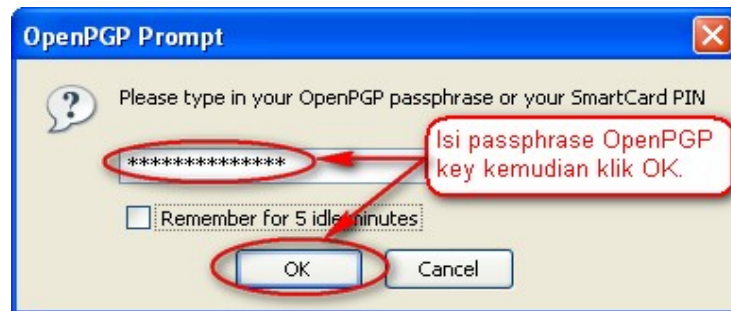 OpenPGP Prompt
Please type in your OpenPGP passphrase or your SmartCard PIN
Isi passphrase OpenPGP
key kemudian klik OK.
**************
Remember for 5 idle minutes
OK Cancel